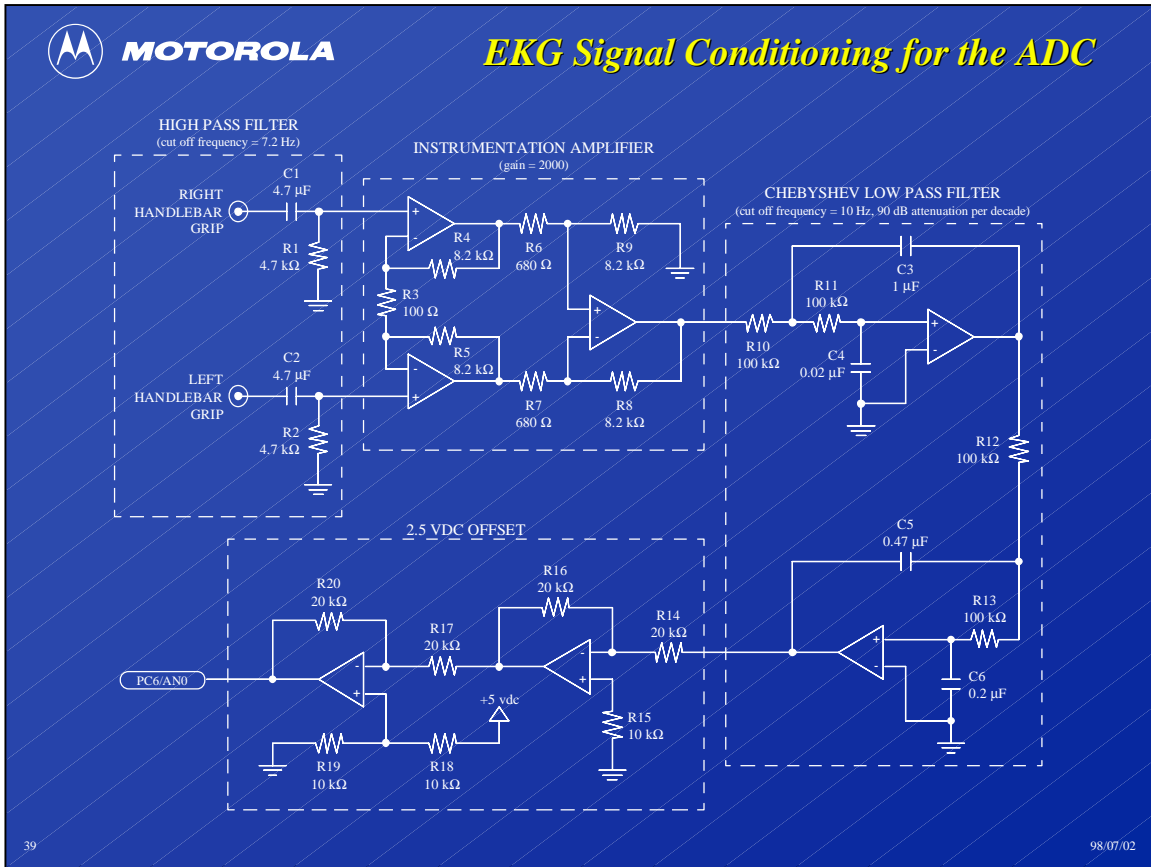 MOTOROLA
EKG Signal Conditioning for the ADC
HIGH PASS FILTER
(cut off frequency = 7.2 Hz)
INSTRUMENTATION AMPLIFIER
(gain = 2000)
CHEBYSHEV LOW PASS FILTER
(cut off frequency = 10 Hz, 90 dB attenuation per decade)
RIGHT
HANDLEBAR
GRIP
C1
4.7 µF
R1
4.7 kΩ
LEFT
HANDLEBAR
GRIP
C2
4.7 µF
R2
4.7 kΩ
+
-
R4
8.2 kΩ
R3
100 Ω
R5
8.2 kΩ
-
+
R6
680 Ω
R9
8.2 kΩ
+
-
R7
680 Ω
R8
8.2 kΩ
R10
100 kΩ
R11
100 kΩ
C3
1 µF
C4
0.02 µF
+
-
R12
100 kΩ
C5
0.47 µF
R13
100 kΩ
C6
0.2 µF
+
-
2.5 VDC OFFSET
R20
20 kΩ
R17
20 kΩ
R16
20 kΩ
R14
20 kΩ
-
+
-
+
PC6/AN0
+5 vdc
R15
10 kΩ
R19
10 kΩ
R18
10 kΩ
39
98/07/02